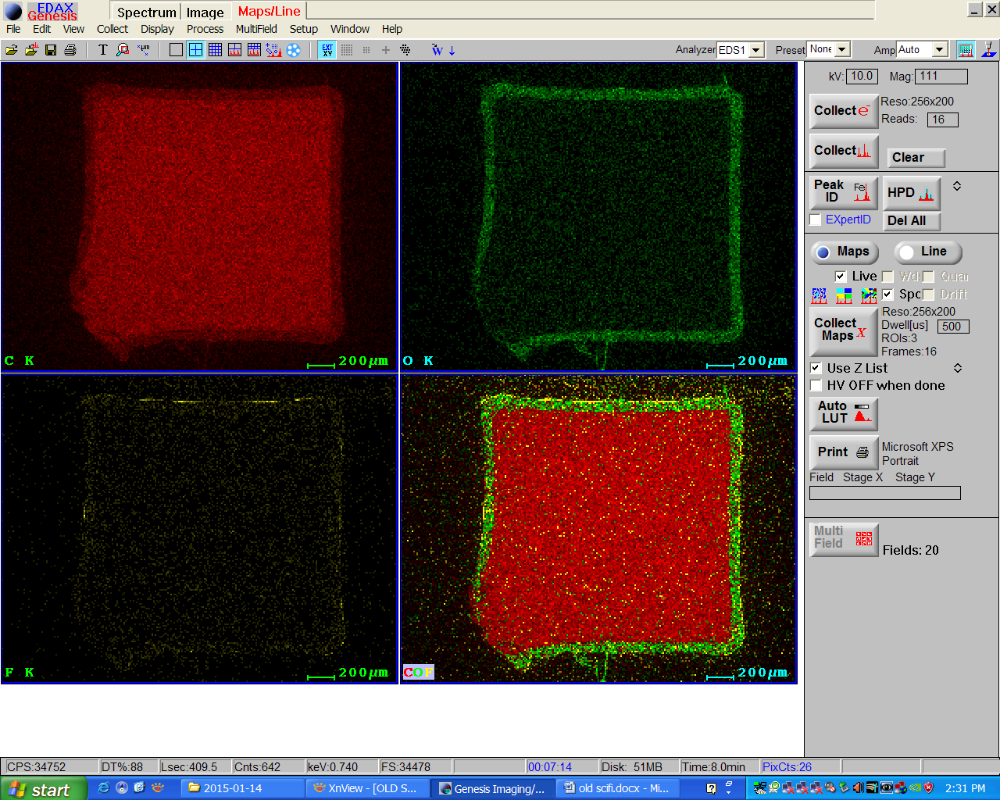 EDAX
Genesis
Spectrum Image Maps/Line
File Edit View Collect Display Process MultiField Setup Window Help
T
EXT
XY
W
Analyzer EDS1 Preset None Amp Auto
kV: 10.0 Mag: 111
Collect e-
Reso:256x200
Reads: 16
Collect
Clear
Peak
ID
Fe
HPD
EXpertID
Del All
Maps Line
Live Wd Quar
Spc Drift
Collect
Maps X
Reso:256x200
Dwell[us] 500
ROIs:3
Frames:16
Use Z List
HV OFF when done
Auto
LUT
Print
Microsoft XPS
Portrait
Field Stage X Stage Y
Multi
Field
Fields: 20
C K 200µm
O K 200µm
F K 200µm
COF 200µm
CPS:34752 DT%:88 Lsec:409.5 Cnts:642 keV:0.740 FS:34478 00:07:14 Disk: 51MB Time:8.0min PixCts:26
start 2015-01-14 XnView - [OLD S... Genesis Imaging/... old scifi.docx - Mi... 2:31 PM